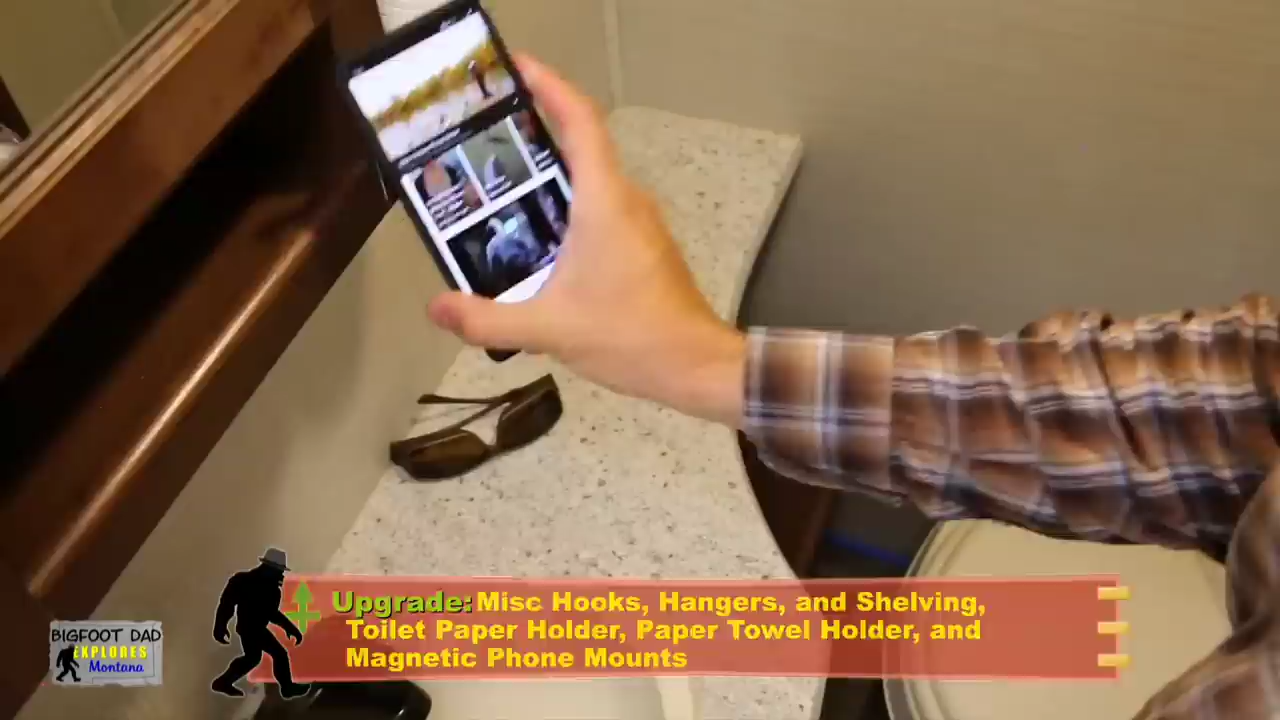 Upgrade: Misc Hooks, Hangers, and Shelving,
Toilet Paper Holder, Paper Towel Holder, and
Magnetic Phone Mounts
BIGFOOT DAD
EXPLORES
Montana